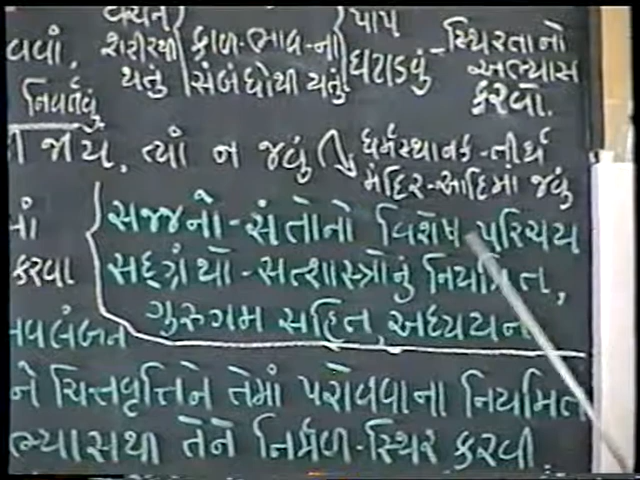 વચન પાપ
વવાં. શરીરથી કાળ-ભાવ-ના ઘટાડવું - સ્થિરતાનો
થતું સંબંધોથી થતું અભ્યાસ
નિવર્તવું કરવો.
જાય. ત્યાં ન જવું ધર્મસ્થાનક-તીર્થ
મંદિર-આદિમાં જવું
સજ્જનો-સંતોનો વિશેષ પરિચય
કરવા સદ્ગ્રંથો-સત્શાસ્ત્રોનું નિયમિત,
ગુરુગમ સહિત અધ્યયન
વલંબન
ને ચિત્તવૃત્તિને તેમાં પરોવવાના નિયમિત
ભ્યાસથી તેને નિર્મળ-સ્થિર કરવી